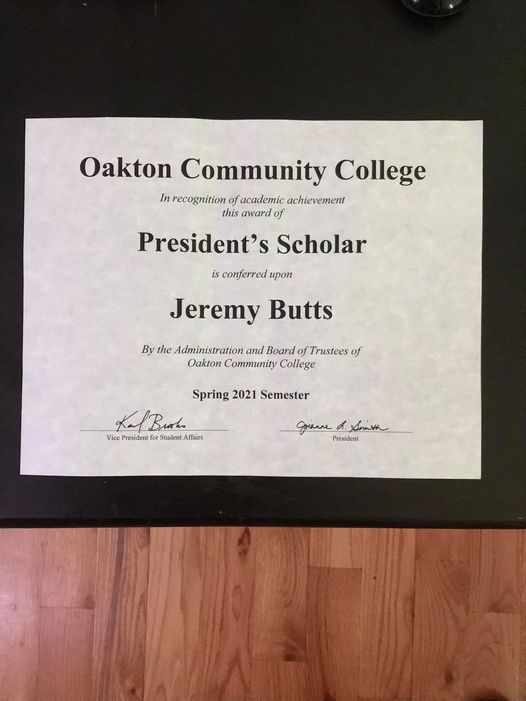 Oakton Community College
In recognition of academic achievement
this award of
President's Scholar
is conferred upon
Jeremy Butts
By the Administration and Board of Trustees of
Oakton Community College
Spring 2021 Semester
Karl Brooks
Joianne L. Smith
Vice President for Student Affairs
President